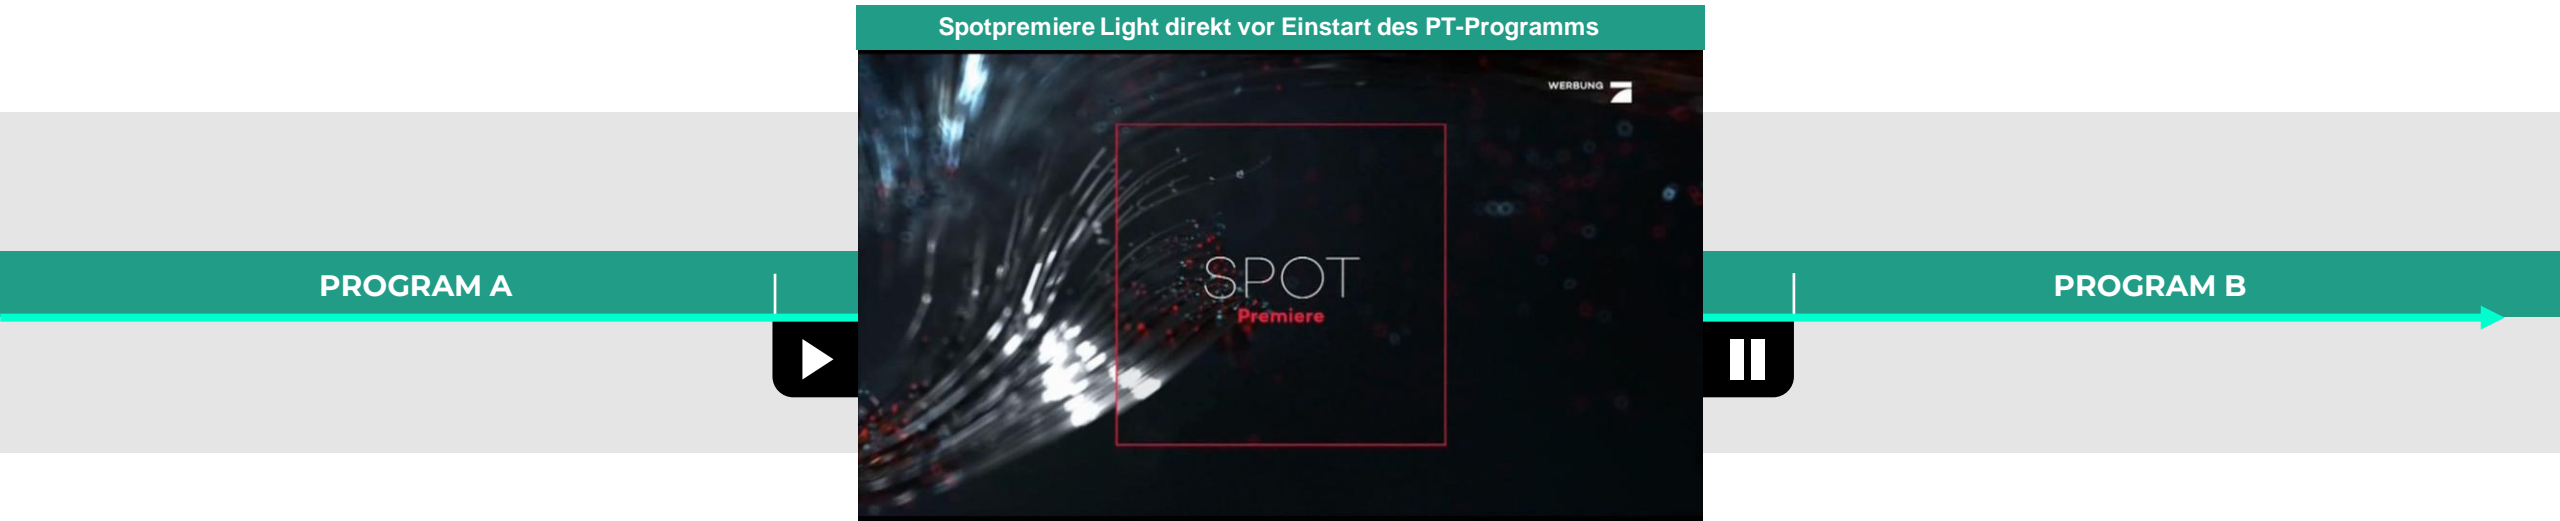 Spotpremiere Light direkt vor Einstart des PT-Programms
WERBUNG
SPOT
Premiere
PROGRAM A
PROGRAM B